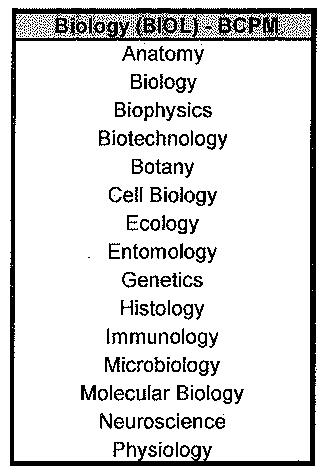 Biology (BIOL) - BCPM
Anatomy
Biology
Biophysics
Biotechnology
Botany
Cell Biology
Ecology
Entomology
Genetics
Histology
Immunology
Microbiology
Molecular Biology
Neuroscience
Physiology